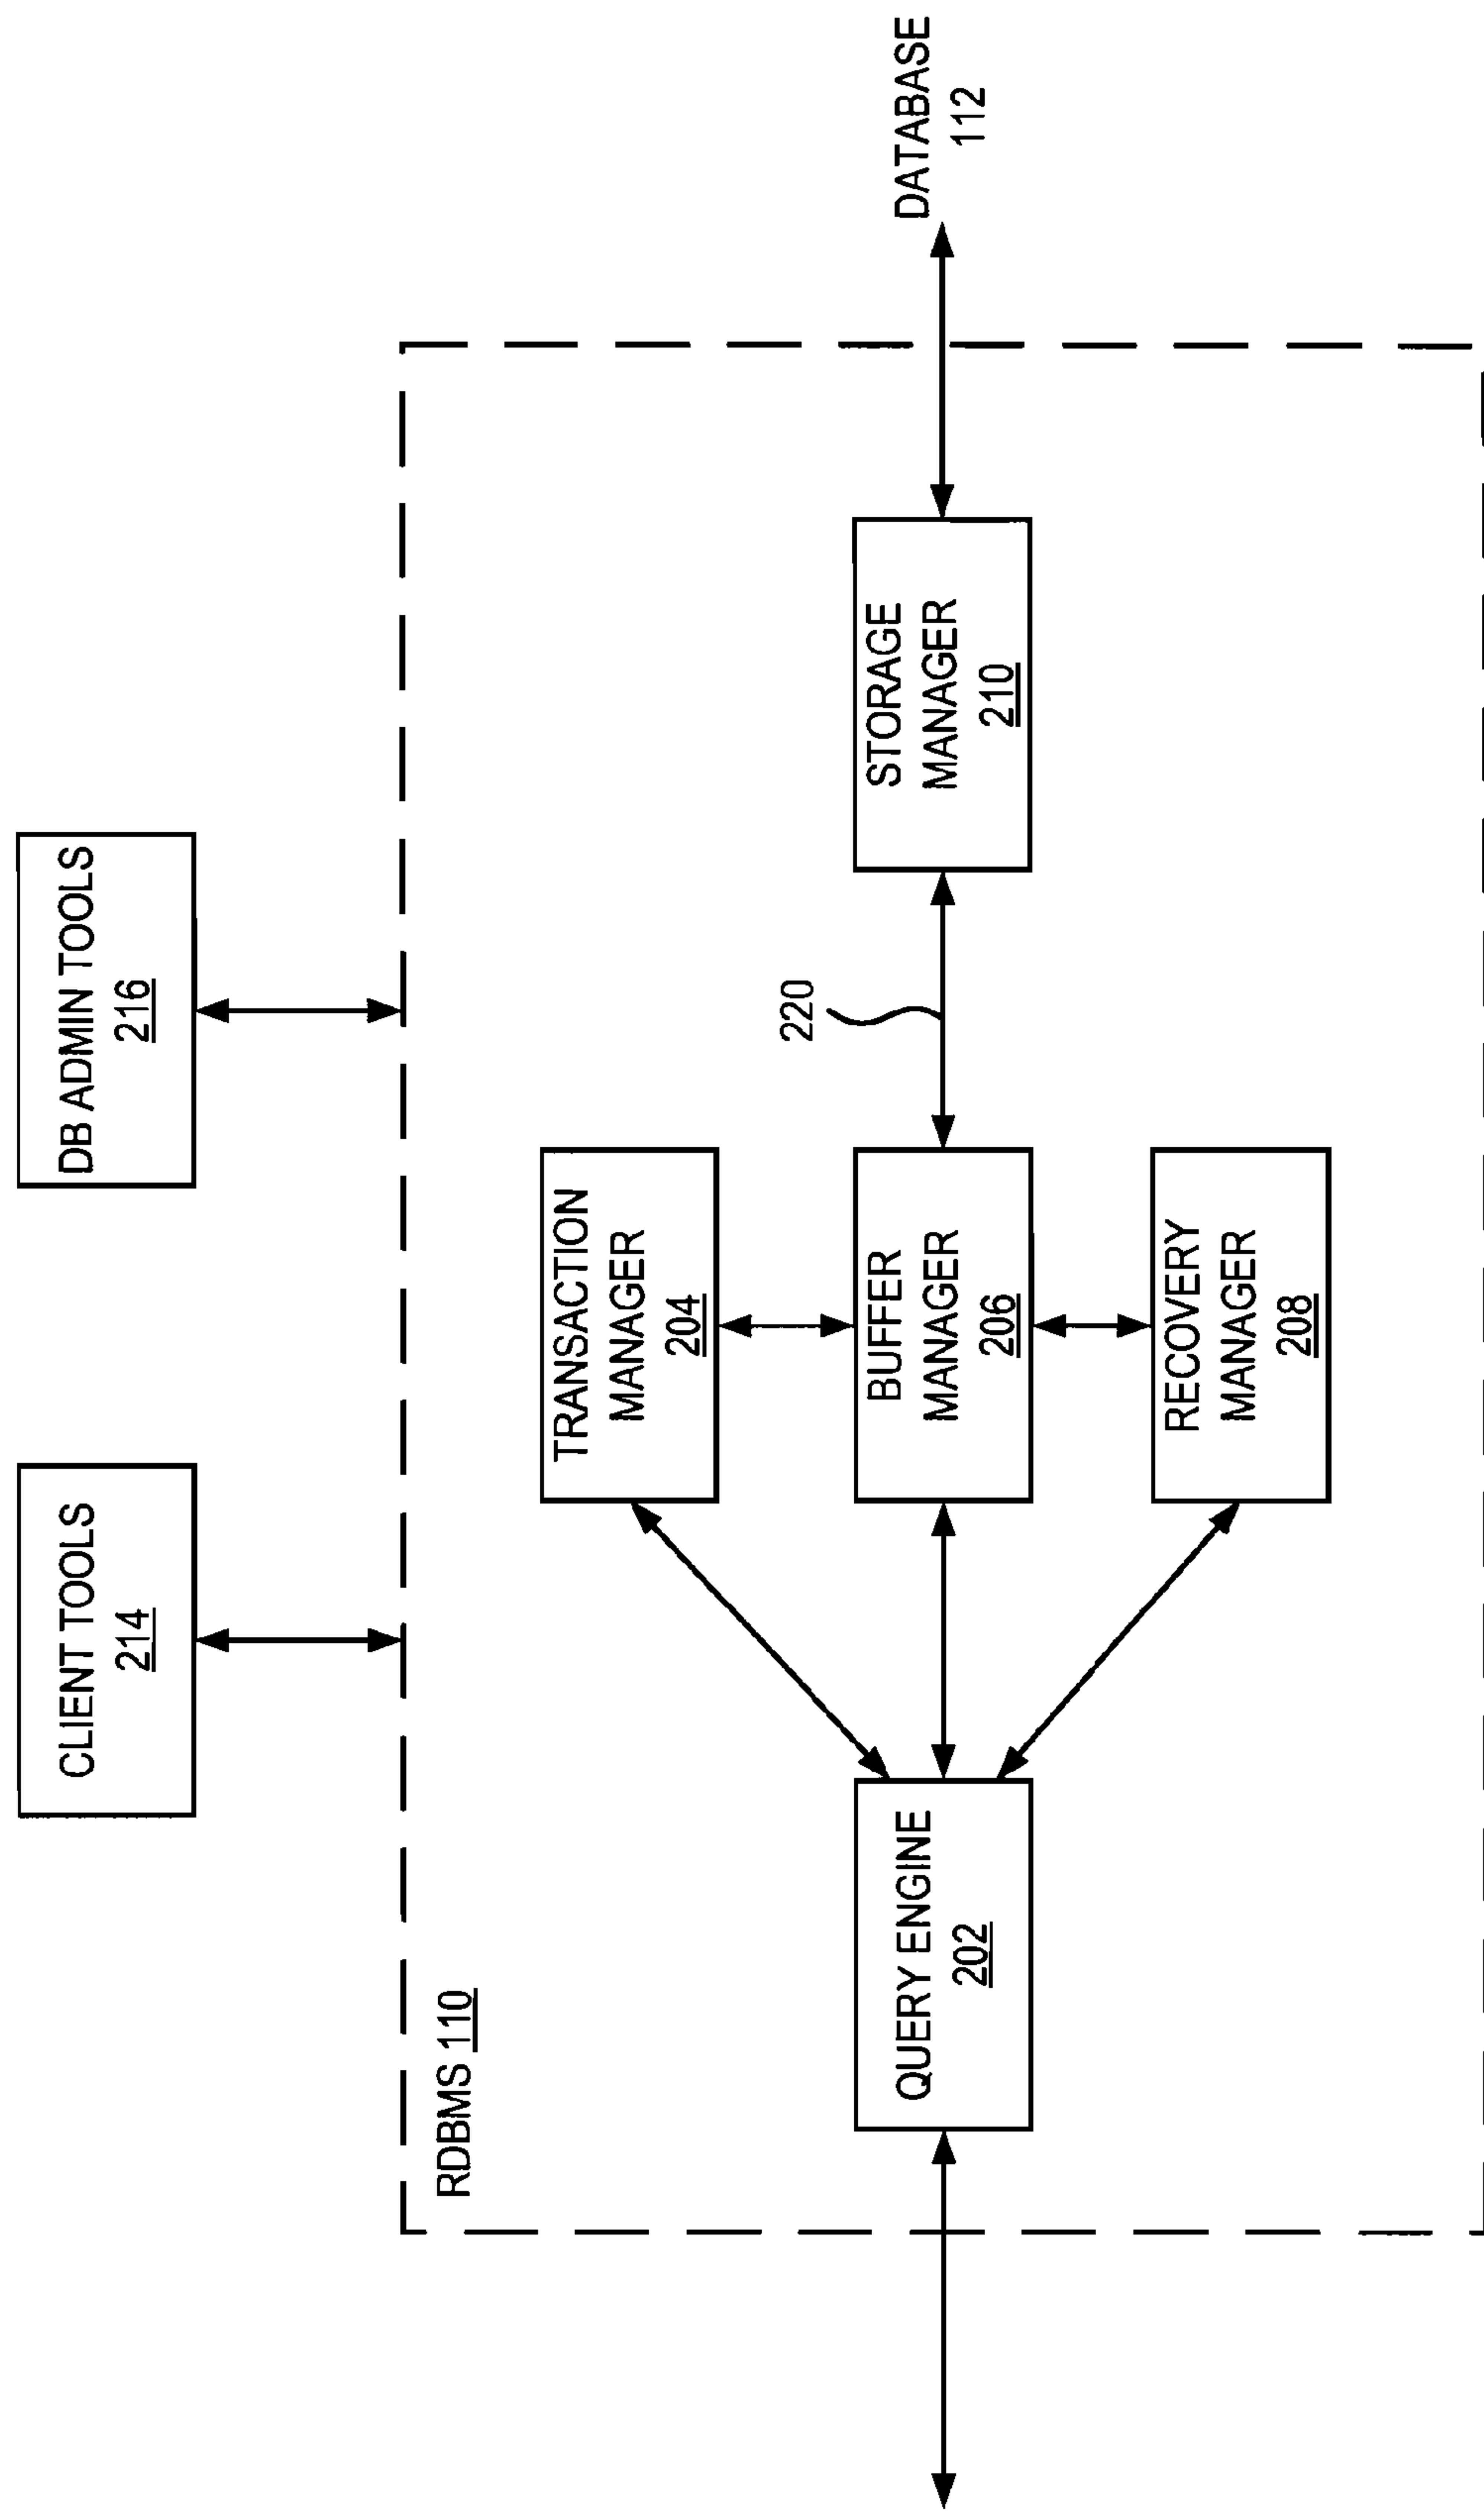 CLIENT TOOLS
214
DB ADMIN TOOLS
216
RDBMS 110
TRANSACTION
MANAGER
204
220
QUERY ENGINE
202
BUFFER
MANAGER
206
STORAGE
MANAGER
210
DATABASE
112
RECOVERY
MANAGER
208